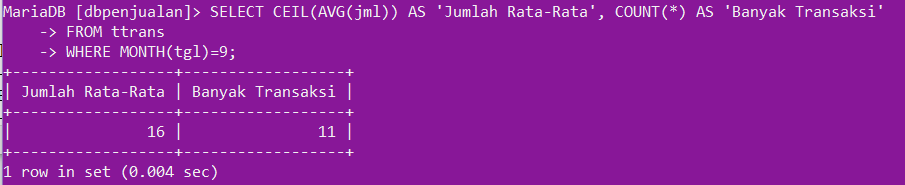 MariaDB [dbpenjualan]> SELECT CEIL(AVG(jml)) AS 'Jumlah Rata-Rata', COUNT(*) AS 'Banyak Transaksi'
    -> FROM ttrans
    -> WHERE MONTH(tgl)=9;
+------------------+------------------+
| Jumlah Rata-Rata | Banyak Transaksi |
+------------------+------------------+
|               16 |               11 |
+------------------+------------------+
1 row in set (0.004 sec)